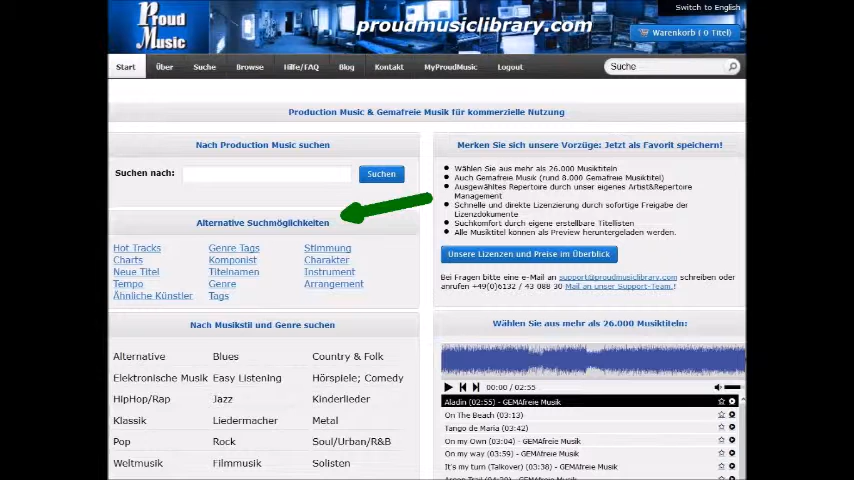 Proud
Music
proudmusiclibrary.com
Switch to English
Warenkorb ( 0 Titel)
Start
Über
Suche
Browse
Hilfe/FAQ
Blog
Kontakt
MyProudMusic
Logout
Suche
Production Music & Gemafreie Musik für kommerzielle Nutzung
Nach Production Music suchen
Suchen nach:
Suchen
Alternative Suchmöglichkeiten
Hot Tracks
Genre Tags
Stimmung
Charts
Komponist
Charakter
Neue Titel
Titelnamen
Instrument
Tempo
Genre
Arrangement
Ähnliche Künstler
Tags
Nach Musikstil und Genre suchen
Alternative
Blues
Country & Folk
Elektronische Musik
Easy Listening
Hörspiele; Comedy
HipHop/Rap
Jazz
Kinderlieder
Klassik
Liedermacher
Metal
Pop
Rock
Soul/Urban/R&B
Weltmusik
Filmmusik
Solisten
Merken Sie sich unsere Vorzüge: Jetzt als Favorit speichern!
Wählen Sie aus mehr als 26.000 Musiktiteln
Auch Gemafreie Musik (rund 8.000 Gemafreie Musiktitel)
Ausgewähltes Repertoire durch unser eigenes Artist&Repertore
Management
Schnelle und direkte Lizenzierung durch sofortige Freigabe der
Lizenzdokumente
Suchkomfort durch eigene erstellbare Titellisten
Alle Musiktitel können als Preview heruntergeladen werden.
Unsere Lizenzen und Preise im Überblick
Bei Fragen bitte eine e-Mail an support@proudmusiclibrary.com schreiben oder
anrufen +49(0)6132 / 43 088 30 Mail an unser Support-Team.!
Wählen Sie aus mehr als 26.000 Musiktiteln:
00:00 / 02:55
Aladin (02:55) - GEMAfreie Musik
On The Beach (03:13)
Tango de Maria (03:42)
On my Own (03:04) - GEMAfreie Musik
On my way (03:59) - GEMAfreie Musik
It's my turn (Talkover) (03:38) - GEMAfreie Musik